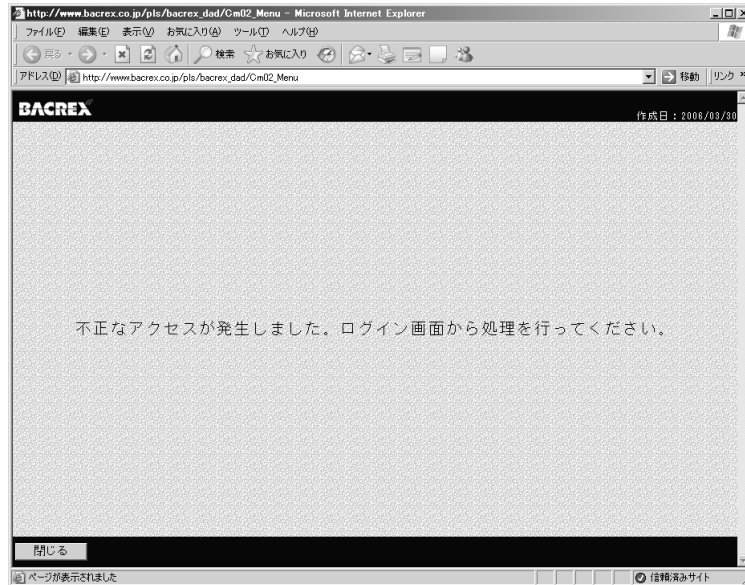 http://www.bacrex.co.jp/pls/bacrex_dad/Cm02_Menu - Microsoft Internet Explorer
ファイル(F) 編集(E) 表示(V) お気に入り(A) ツール(T) ヘルプ(H)
戻る 検索 お気に入り
アドレス(D) http://www.bacrex.co.jp/pls/bacrex_dad/Cm02_Menu 移動 リンク »
BACREX
作成日：2006/03/30
不正なアクセスが発生しました。ログイン画面から処理を行ってください。
閉じる
ページが表示されました 信頼済みサイト